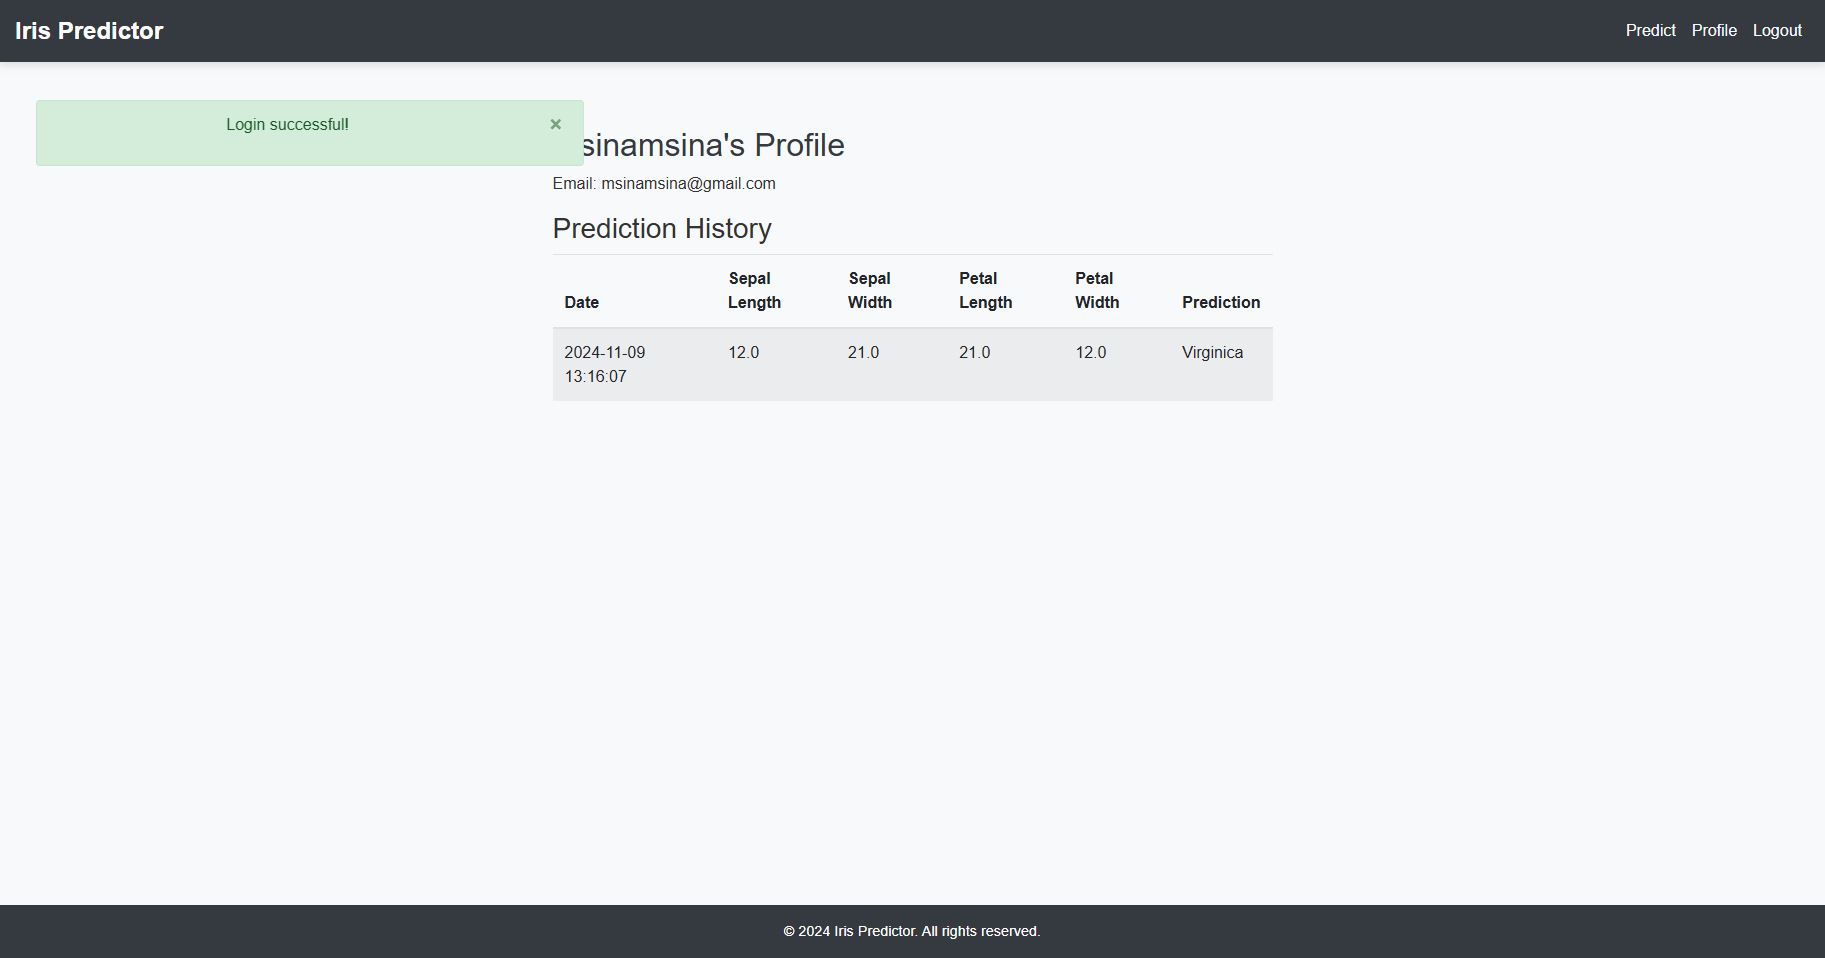 Iris Predictor
Predict Profile Logout
Login successful! ×
sinamsina's Profile
Email: msinamsina@gmail.com
Prediction History
Date Sepal Length Sepal Width Petal Length Petal Width Prediction
2024-11-09 13:16:07 12.0 21.0 21.0 12.0 Virginica
© 2024 Iris Predictor. All rights reserved.